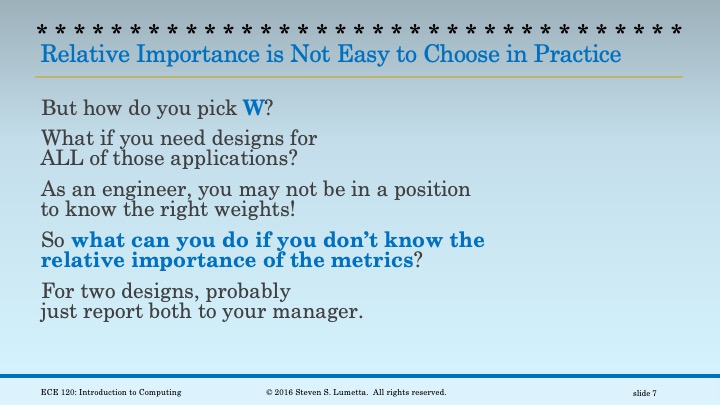 * * * * * * * * * * * * * * * * * * * * * * * * * * * * * * * * * * *
Relative Importance is Not Easy to Choose in Practice
But how do you pick W?
What if you need designs for
ALL of those applications?
As an engineer, you may not be in a position
to know the right weights!
So what can you do if you don’t know the
relative importance of the metrics?
For two designs, probably
just report both to your manager.
ECE 120: Introduction to Computing
© 2016 Steven S. Lumetta. All rights reserved.
slide 7